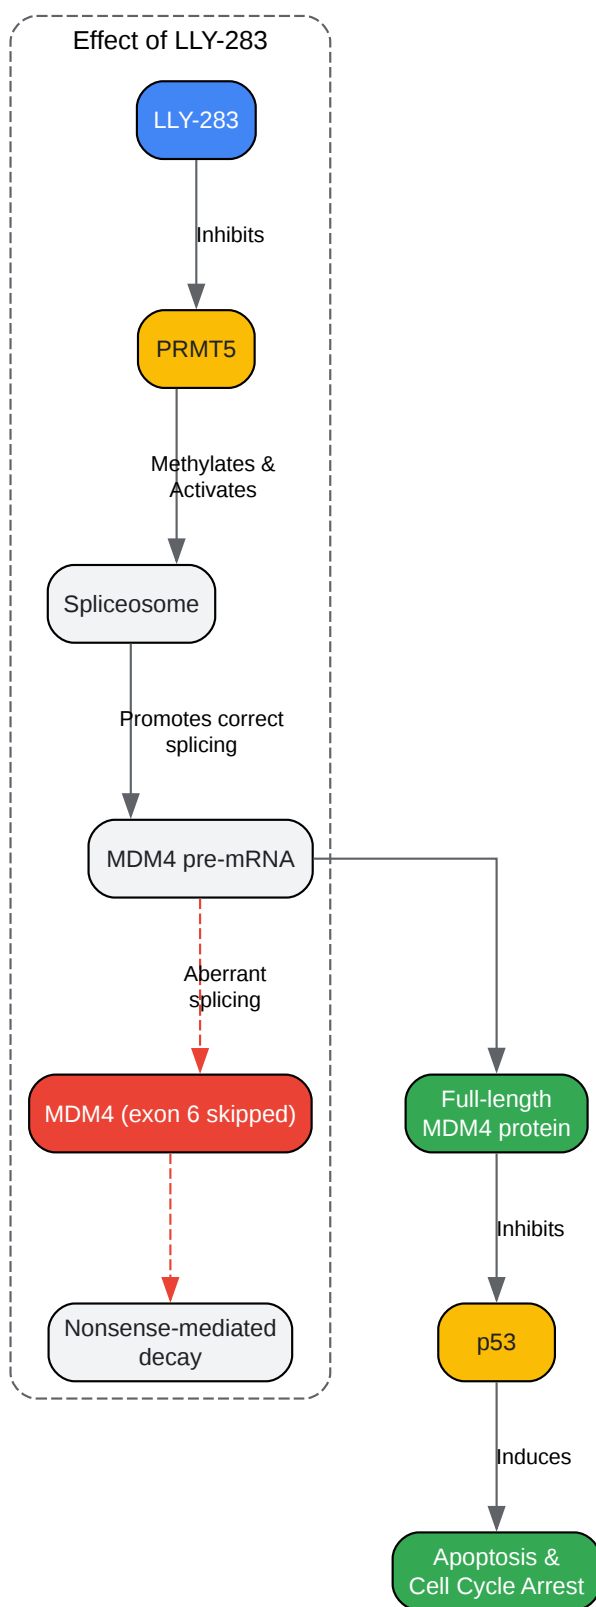 Effect of LLY-283
LLY-283
Inhibits
PRMT5
Methylates &
Activates
Spliceosome
Promotes correct
splicing
MDM4 pre-mRNA
Aberrant
splicing
MDM4 (exon 6 skipped)
Nonsense-mediated
decay
Full-length
MDM4 protein
Inhibits
p53
Induces
Apoptosis &
Cell Cycle Arrest